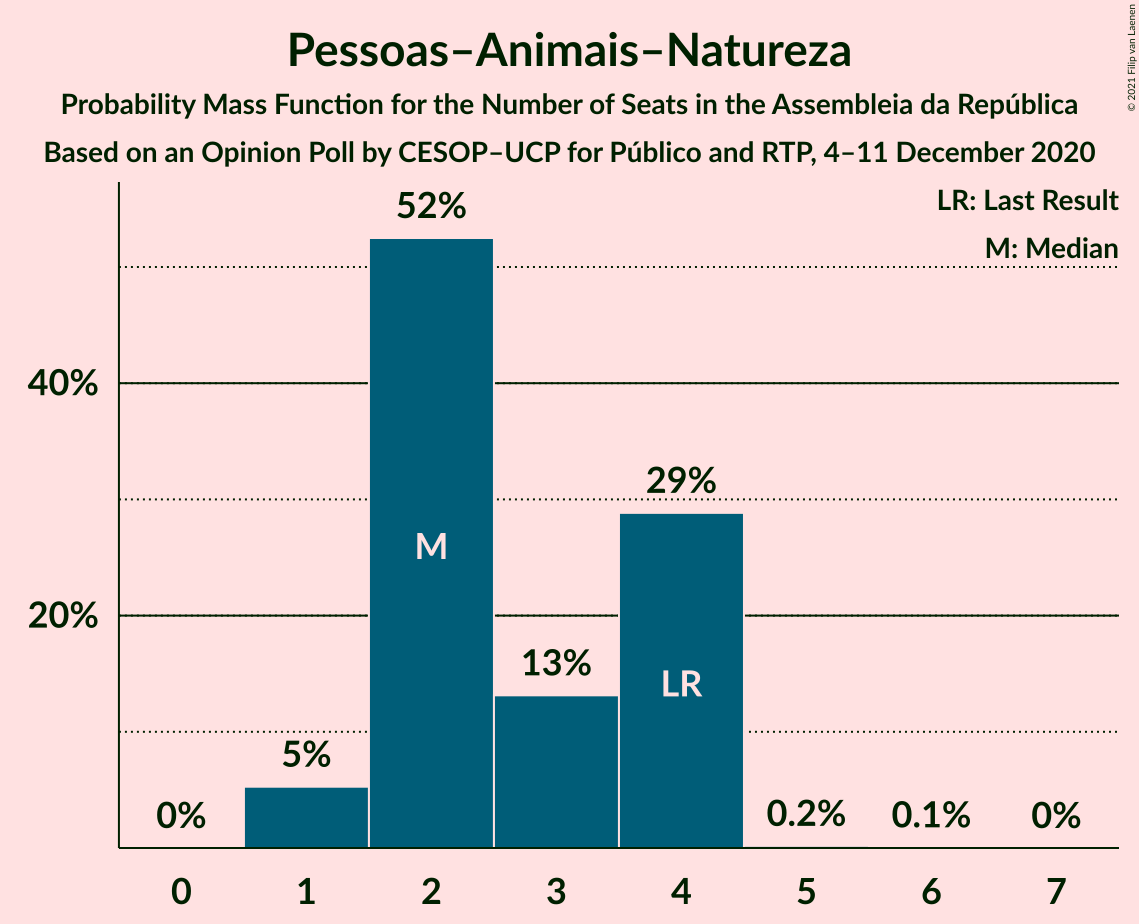 Pessoas–Animais–Natureza
Probability Mass Function for the Number of Seats in the Assembleia da República
Based on an Opinion Poll by CESOP–UCP for Público and RTP, 4–11 December 2020
© 2021 Filip van Laenen
LR: Last Result
M: Median
52%
40%
29%
M
20%
13%
LR
5%
0%
0.2%
0.1%
0%
0 1 2 3 4 5 6 7